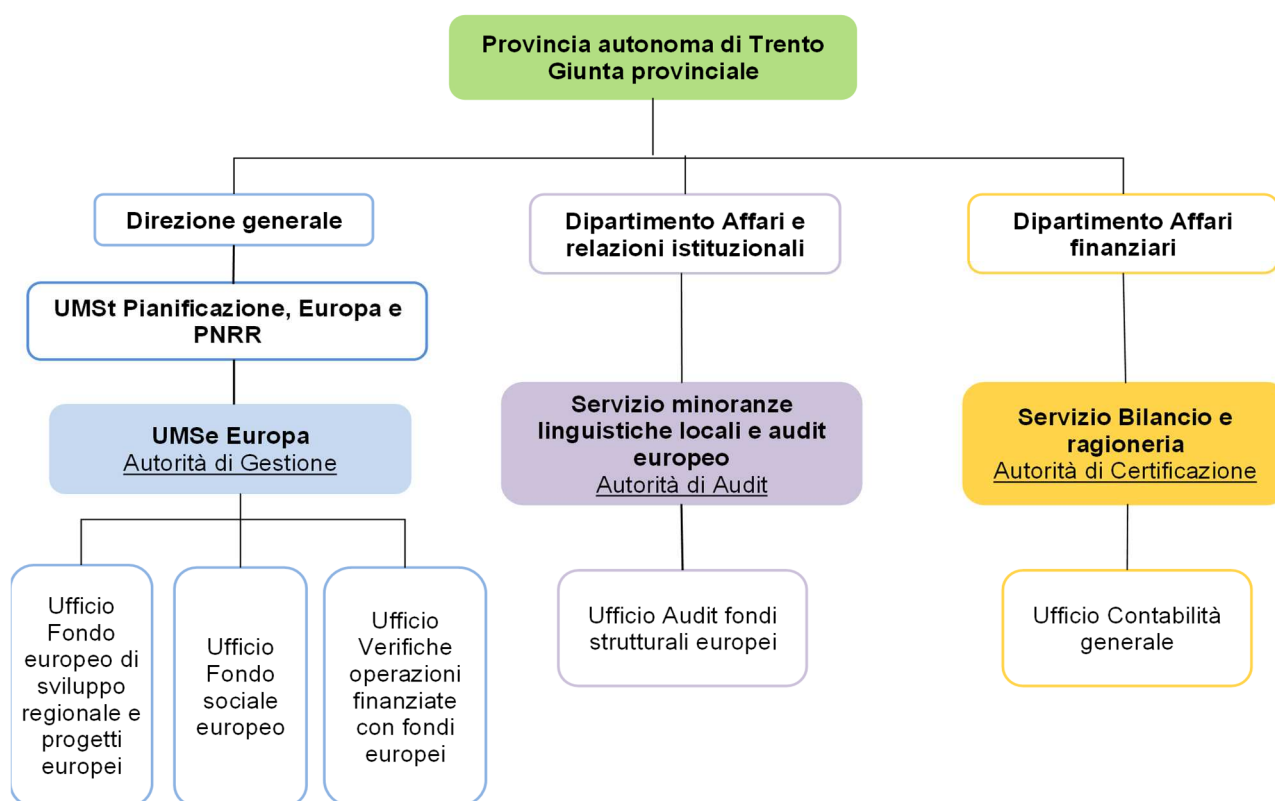 Provincia autonoma di Trento
Giunta provinciale
Direzione generale
Dipartimento Affari e
relazioni istituzionali
Dipartimento Affari
finanziari
UMSt Pianificazione, Europa e
PNRR
UMSe Europa
Autorità di Gestione
Servizio minoranze
linguistiche locali e audit
europeo
Autorità di Audit
Servizio Bilancio e
ragioneria
Autorità di Certificazione
Ufficio
Fondo
europeo di
sviluppo
regionale e
progetti
europei
Ufficio
Fondo
sociale
europeo
Ufficio
Verifiche
operazioni
finanziate
con fondi
europei
Ufficio Audit fondi
strutturali europei
Ufficio Contabilità
generale